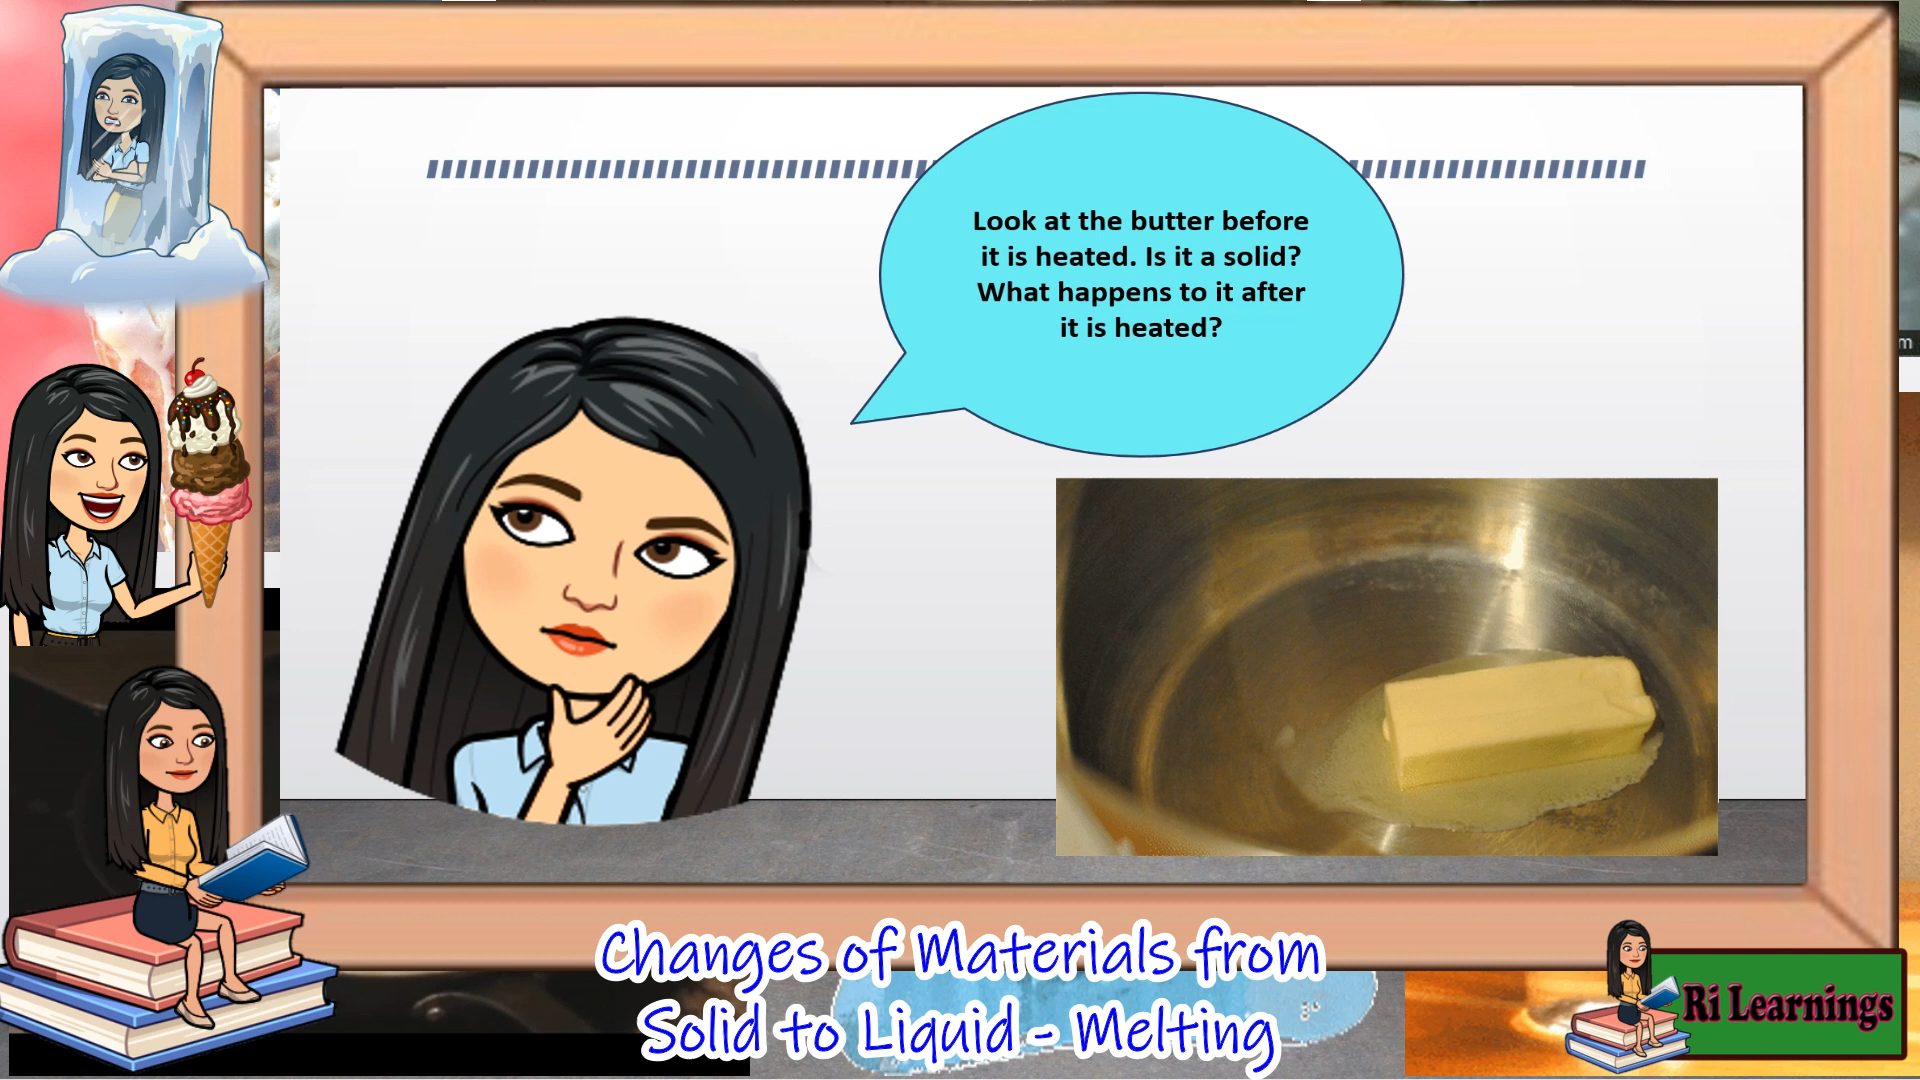 Look at the butter before
it is heated. Is it a solid?
What happens to it after
it is heated?
m
Changes of Materials from
Solid to Liquid - Melting
Ri Learnings